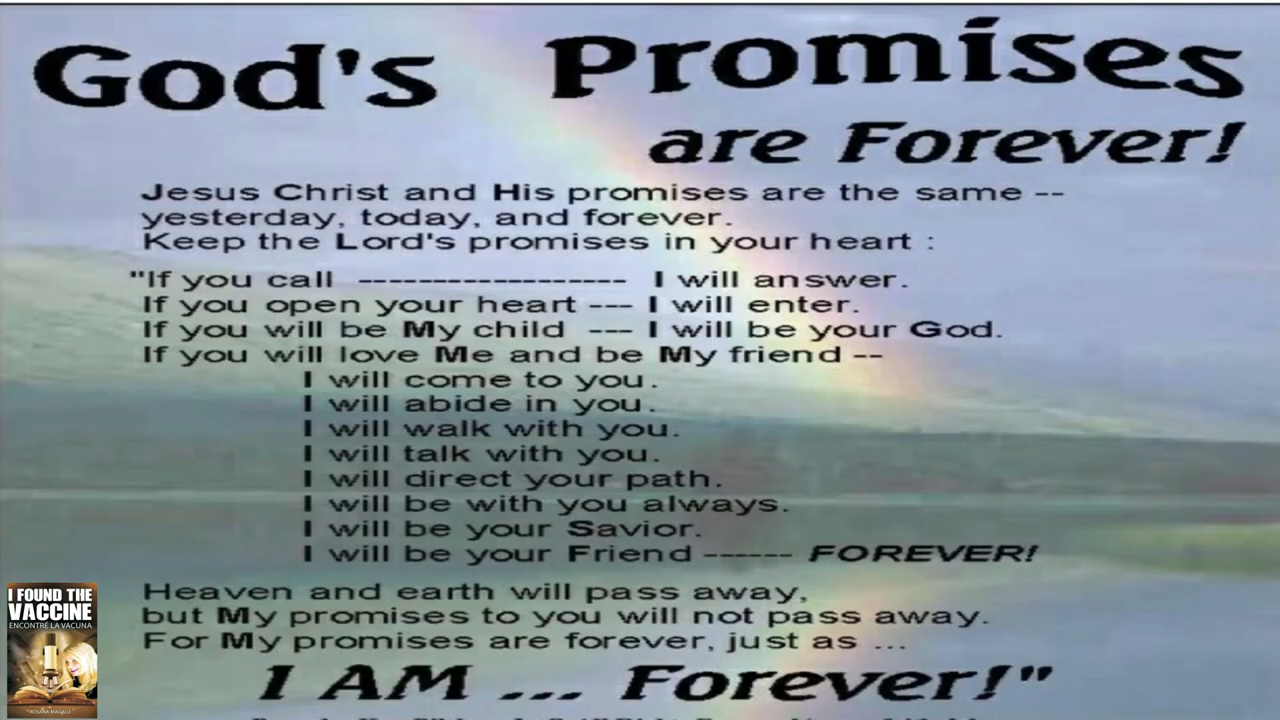 God's Promises
are Forever!
Jesus Christ and His promises are the same --
yesterday, today, and forever.
Keep the Lord's promises in your heart :
"If you call ------------------- I will answer.
If you open your heart --- I will enter.
If you will be My child --- I will be your God.
If you will love Me and be My friend --
I will come to you.
I will abide in you.
I will walk with you.
I will talk with you.
I will direct your path.
I will be with you always.
I will be your Savior.
I will be your Friend ------ FOREVER!
Heaven and earth will pass away,
but My promises to you will not pass away.
For My promises are forever, just as ...
I AM ... Forever!"
I FOUND THE
VACCINE
ENCONTRÉ LA VACUNA